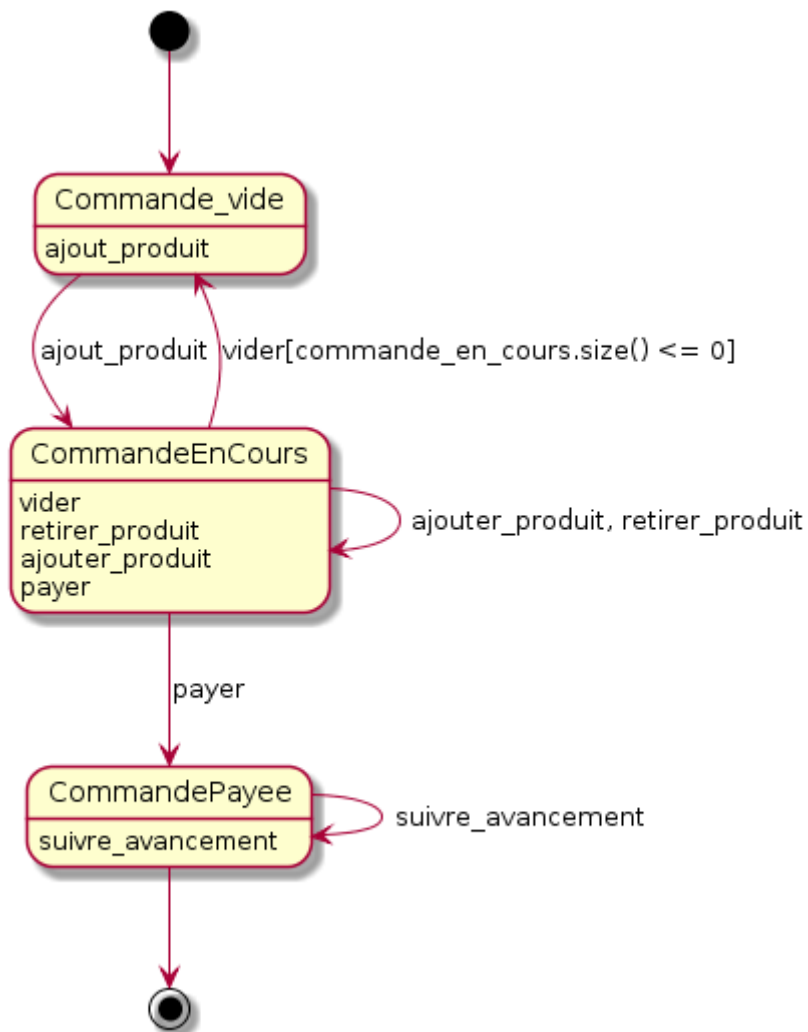 Commande_vide
ajout_produit
ajout_produit
vider[commande_en_cours.size() <= 0]
CommandeEnCours
vider
retirer_produit
ajouter_produit
payer
ajouter_produit, retirer_produit
payer
CommandePayee
suivre_avancement
suivre_avancement